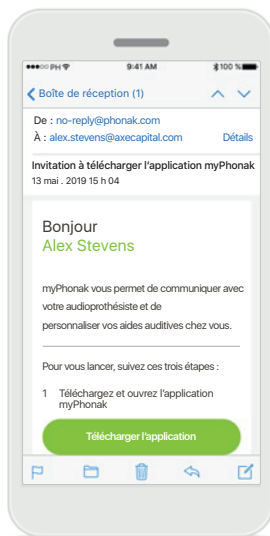 PH 9:41 AM 100 %
Boîte de réception (1)
De : no-reply@phonak.com
À : alex.stevens@axecapital.com Détails
Invitation à télécharger l'application myPhonak
13 mai . 2019 15 h 04
Bonjour
Alex Stevens
myPhonak vous permet de communiquer avec
votre audioprothésiste et de
personnaliser vos aides auditives chez vous.
Pour vous lancer, suivez ces trois étapes :
1 Téléchargez et ouvrez l'application
myPhonak
Télécharger l'application